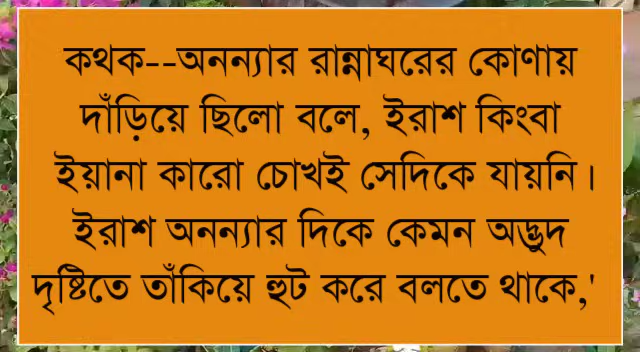 কথক--অনন্যার রান্নাঘরের কোণায়
দাঁড়িয়ে ছিলো বলে, ইরাশ কিংবা
ইয়ানা কারো চোখই সেদিকে যায়নি।
ইরাশ অনন্যার দিকে কেমন অদ্ভুদ
দৃষ্টিতে তাঁকিয়ে হুট করে বলতে থাকে,'